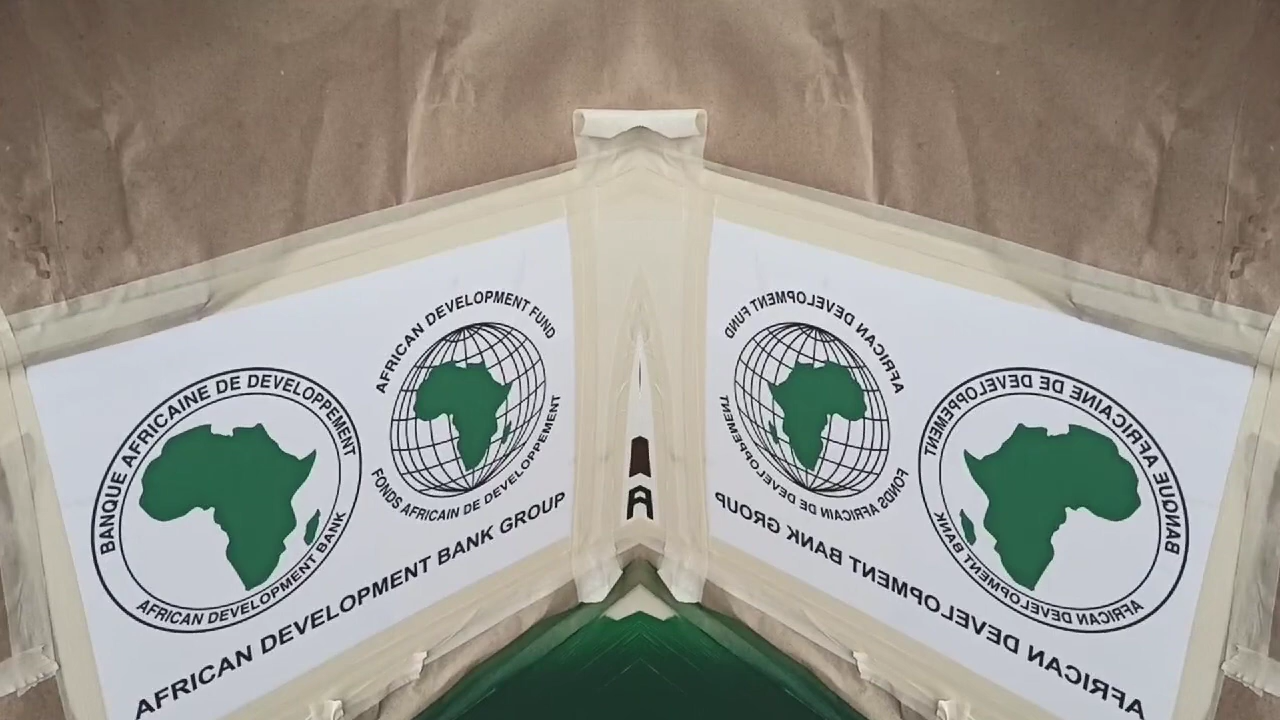 AFRICAN DEVELOPMENT FUND
FONDS AFRICAIN DE DEVELOPPEMENT
BANQUE AFRICAINE DE DEVELOPPEMENT
AFRICAN DEVELOPMENT BANK
AFRICAN DEVELOPMENT BANK GROUP
AFRICAN DEVELOPMENT FUND
FONDS AFRICAIN DE DEVELOPPEMENT
BANQUE AFRICAINE DE DEVELOPPEMENT
AFRICAN DEVELOPMENT BANK
AFRICAN DEVELOPMENT BANK GROUP